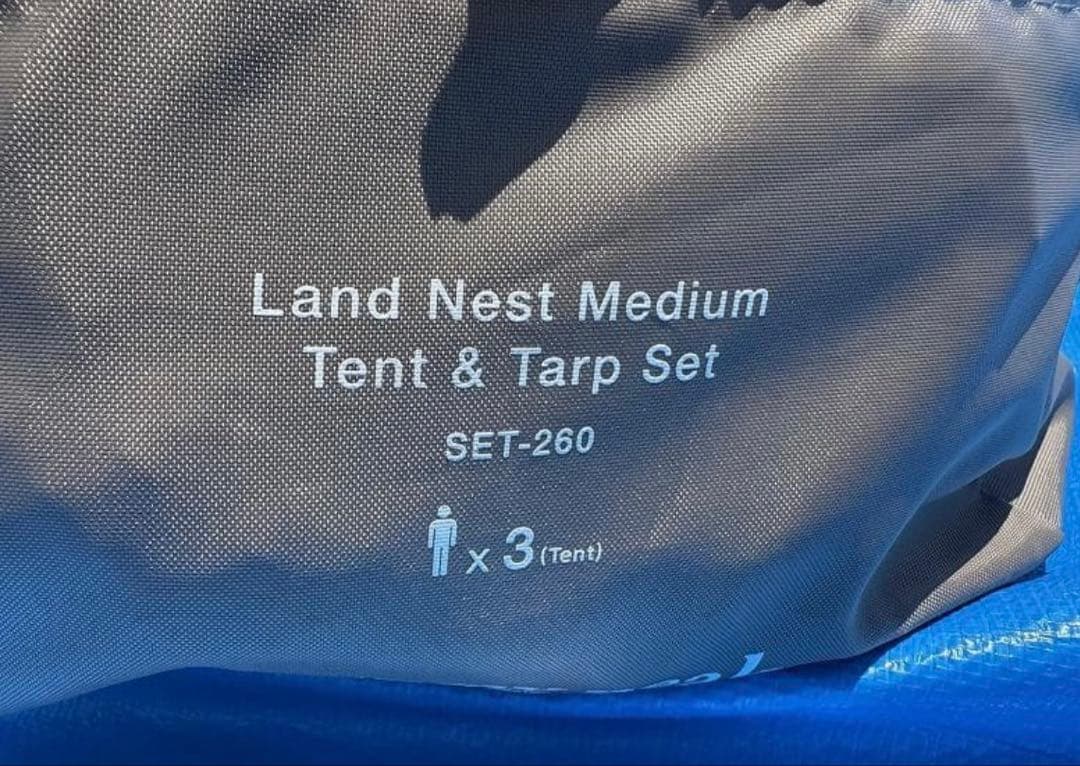 Land Nest Medium
Tent & Tarp Set
SET-260
x 3 (Tent)